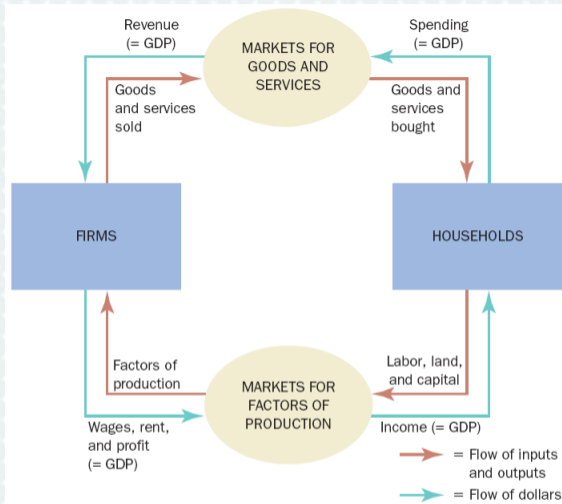 Revenue
(= GDP)
Spending
(= GDP)
MARKETS FOR
GOODS AND
SERVICES
Goods
and services
sold
Goods and
services
bought
FIRMS
HOUSEHOLDS
Factors of
production
Labor, land,
and capital
MARKETS FOR
FACTORS OF
PRODUCTION
Wages, rent,
and profit
(= GDP)
Income (= GDP)
= Flow of inputs
and outputs
= Flow of dollars